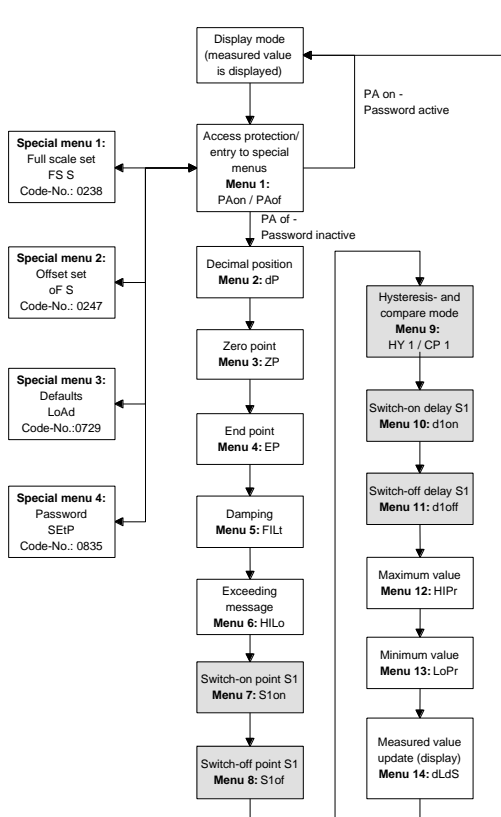 Display mode
(measured value
is displayed)
PA on -
Password active
Access protection/
entry to special
menus
Menu 1:
PAon / PAof
Special menu 1:
Full scale set
FS S
Code-No.: 0238
PA of -
Password inactive
Special menu 2:
Offset set
oF S
Code-No.: 0247
Decimal position
Menu 2: dP
Zero point
Menu 3: ZP
Special menu 3:
Defaults
LoAd
Code-No.:0729
End point
Menu 4: EP
Special menu 4:
Password
SEtP
Code-No.: 0835
Damping
Menu 5: FILt
Exceeding
message
Menu 6: HILo
Switch-on point S1
Menu 7: S1on
Switch-off point S1
Menu 8: S1of
Hysteresis- and
compare mode
Menu 9:
HY 1 / CP 1
Switch-on delay S1
Menu 10: d1on
Switch-off delay S1
Menu 11: d1off
Maximum value
Menu 12: HIPr
Minimum value
Menu 13: LoPr
Measured value
update (display)
Menu 14: dLdS